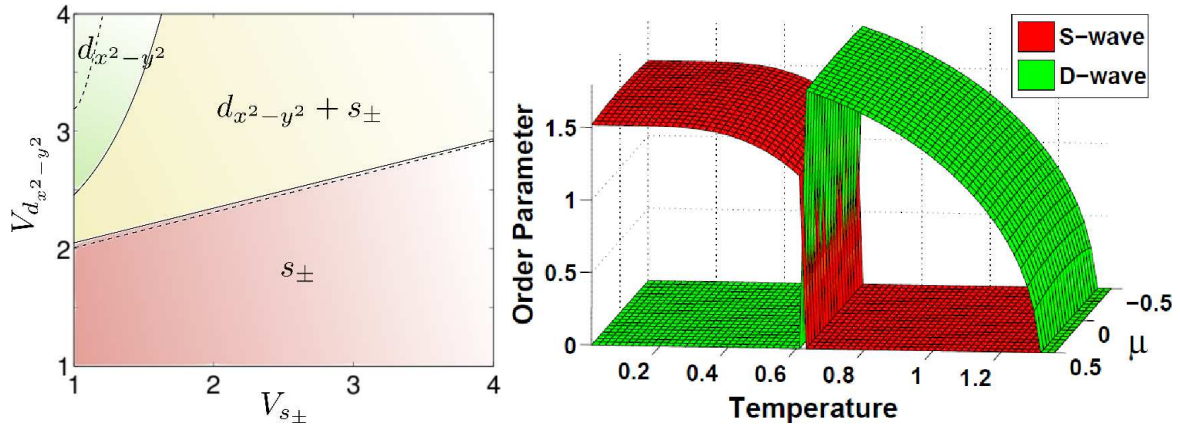 4
3
2
1
V_{d_{x^2-y^2}}
d_{x^2-y^2}
d_{x^2-y^2} + s_±
s_±
1
2
3
4
V_{s_±}
S-wave
D-wave
1.5
1
0.5
0
Order Parameter
0.2
0.4
0.6
0.8
1
1.2
Temperature
-0.5
0
0.5
μ